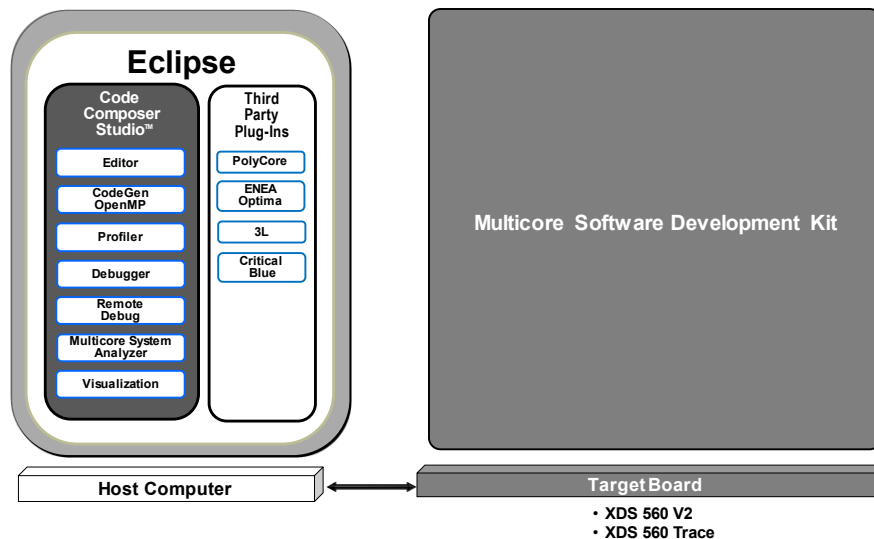 Eclipse
Code
Composer
Studio™
Editor
CodeGen
OpenMP
Profiler
Debugger
Remote
Debug
Multicore System
Analyzer
Visualization
Third
Party
Plug-Ins
PolyCore
ENEA
Optima
3L
Critical
Blue
Multicore Software Development Kit
Host Computer
Target Board
• XDS 560 V2
• XDS 560 Trace